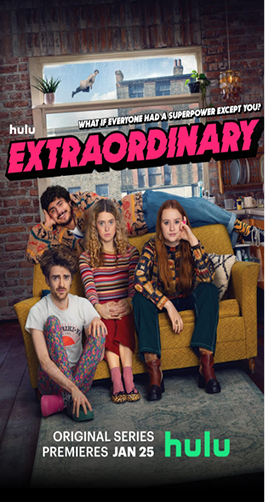 hulu
WHAT IF EVERYONE HAD A SUPERPOWER EXCEPT YOU?
EXTRAORDINARY
ORIGINAL SERIES
PREMIERES JAN 25
hulu